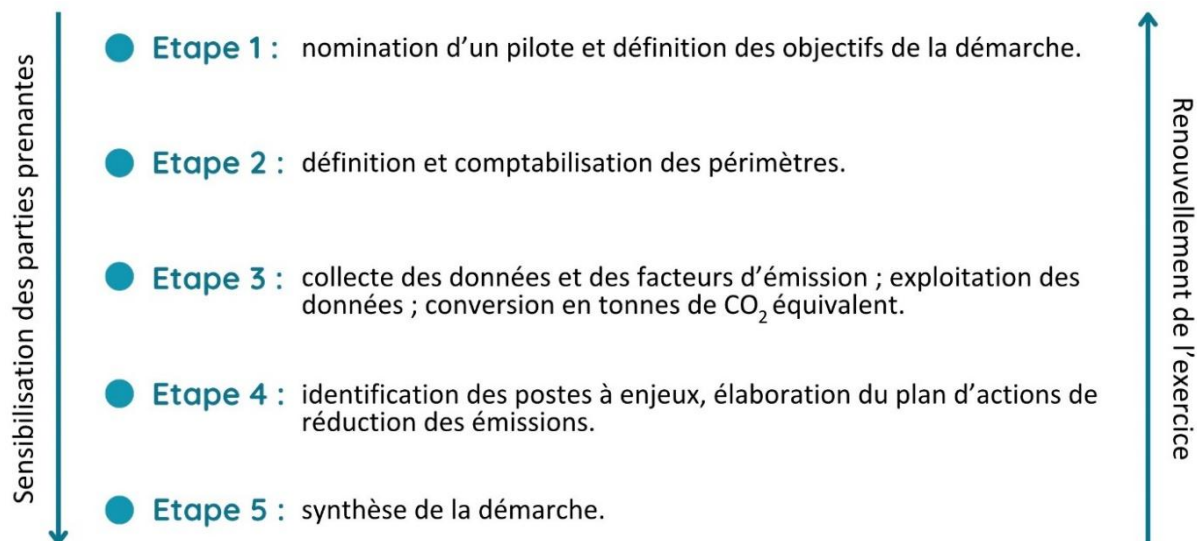 Sensibilisation des parties prenantes
Etape 1 : nomination d’un pilote et définition des objectifs de la démarche.
Etape 2 : définition et comptabilisation des périmètres.
Etape 3 : collecte des données et des facteurs d’émission ; exploitation des
données ; conversion en tonnes de CO₂ équivalent.
Etape 4 : identification des postes à enjeux, élaboration du plan d’actions de
réduction des émissions.
Etape 5 : synthèse de la démarche.
Renouvellement de l’exercice